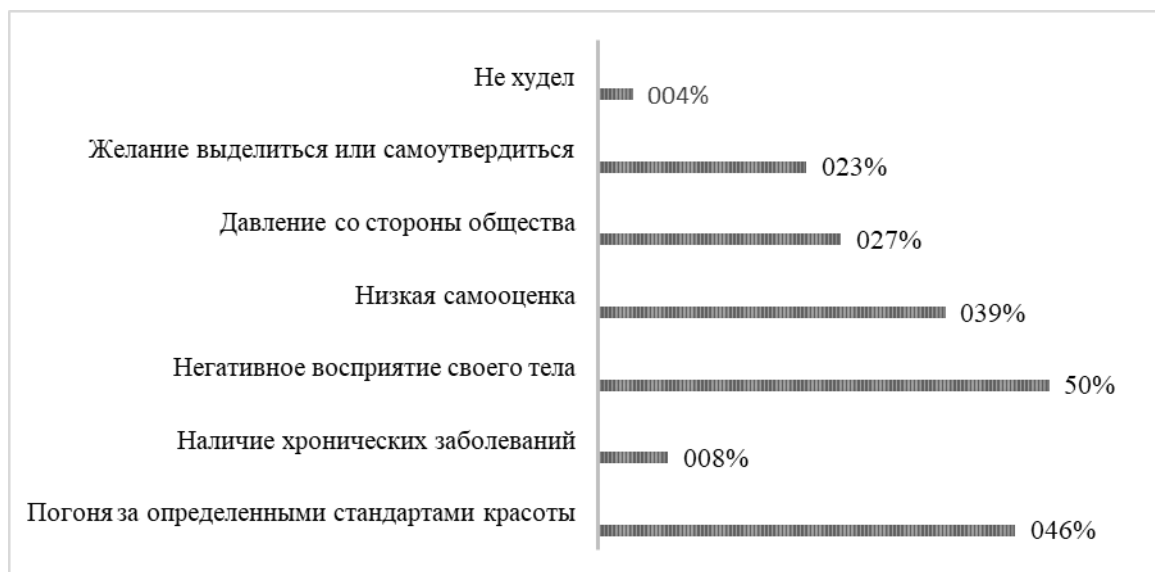 Не худел
004%
Желание выделиться или самоутвердиться
023%
Давление со стороны общества
027%
Низкая самооценка
039%
Негативное восприятие своего тела
50%
Наличие хронических заболеваний
008%
Погоня за определенными стандартами красоты
046%